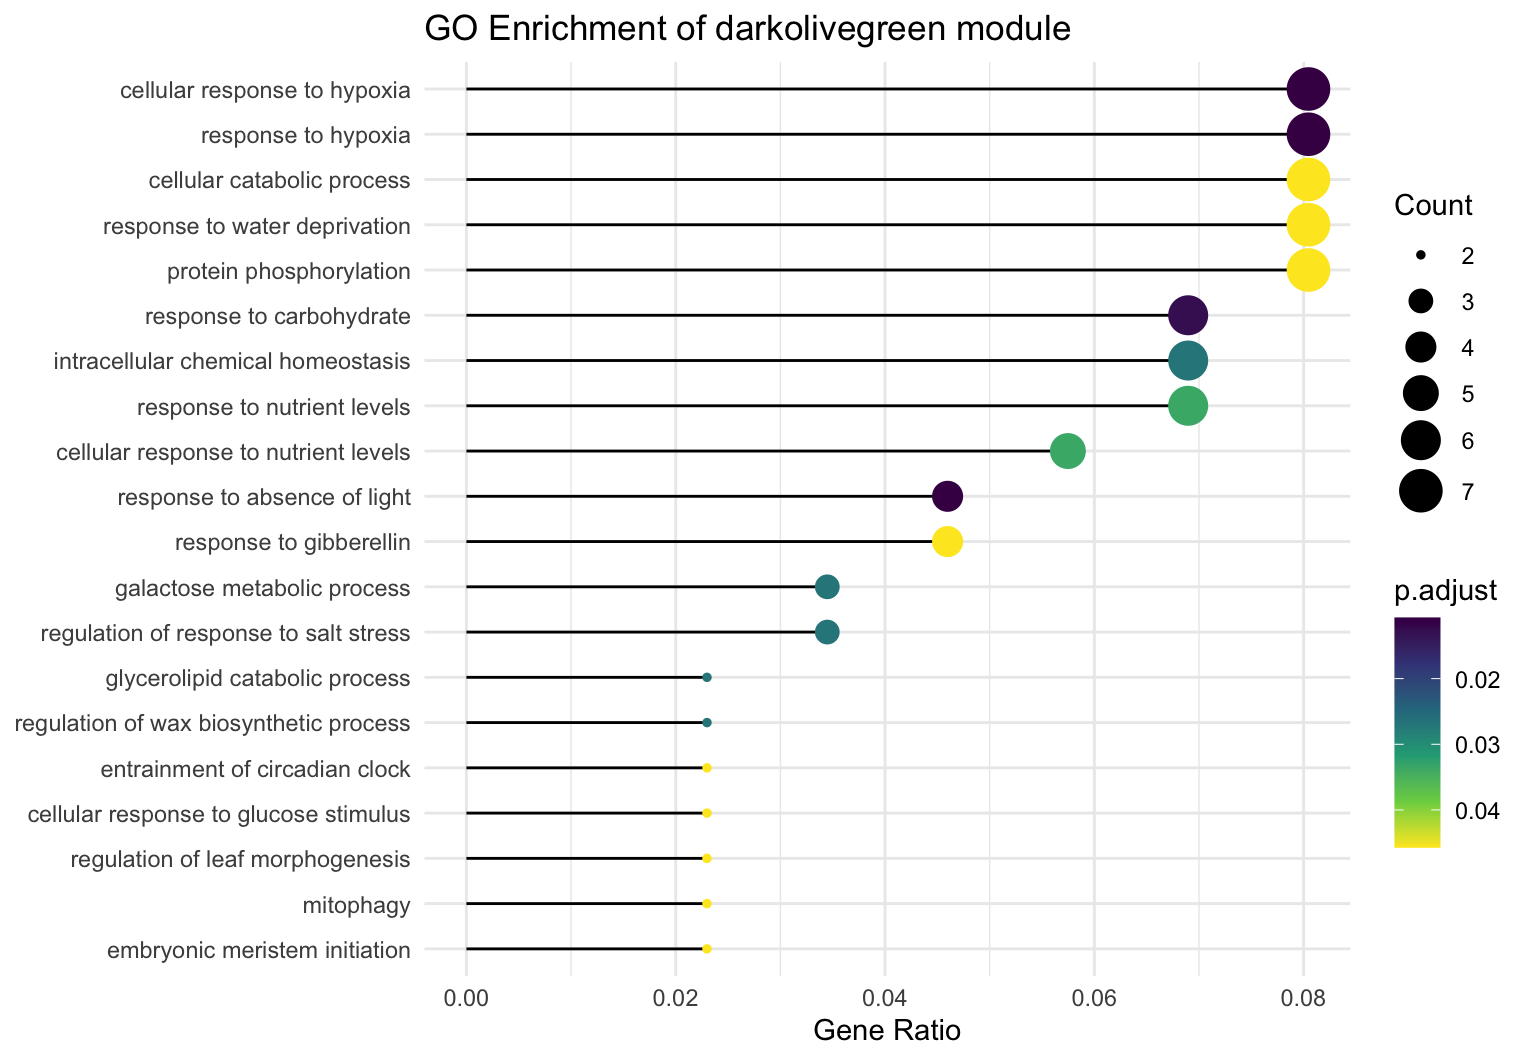 GO Enrichment of darkolivegreen module
cellular response to hypoxia
response to hypoxia
cellular catabolic process
response to water deprivation
protein phosphorylation
response to carbohydrate
intracellular chemical homeostasis
response to nutrient levels
cellular response to nutrient levels
response to absence of light
response to gibberellin
galactose metabolic process
regulation of response to salt stress
glycerolipid catabolic process
regulation of wax biosynthetic process
entrainment of circadian clock
cellular response to glucose stimulus
regulation of leaf morphogenesis
mitophagy
embryonic meristem initiation
0.00 0.02 0.04 0.06 0.08
Gene Ratio
Count
2
3
4
5
6
7
p.adjust
0.02
0.03
0.04